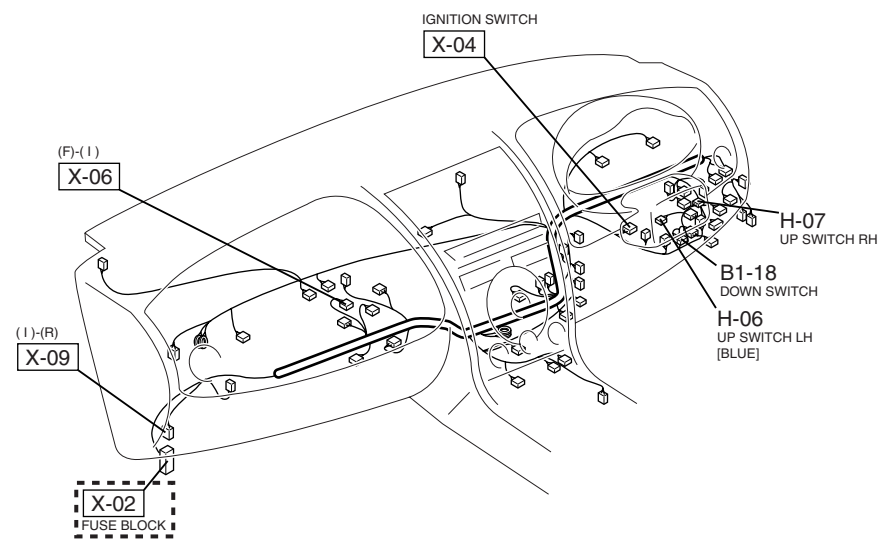 IGNITION SWITCH
X-04
(F)-( I )
X-06
H-07
UP SWITCH RH
B1-18
DOWN SWITCH
H-06
UP SWITCH LH
[BLUE]
( I )-(R)
X-09
X-02
FUSE BLOCK